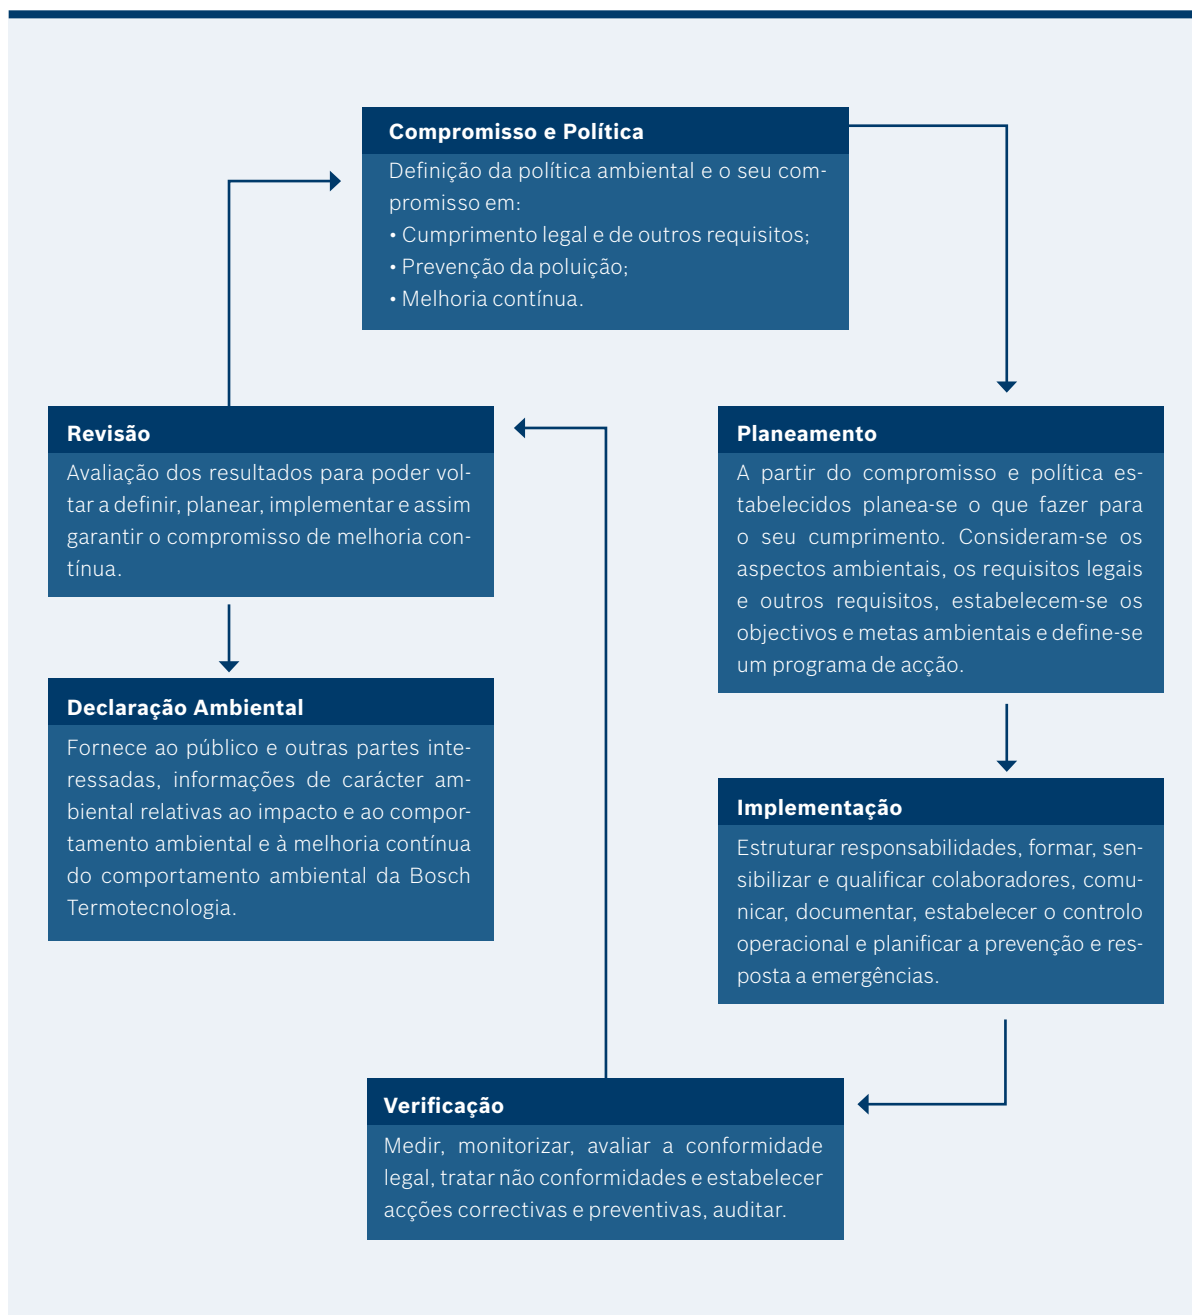 Compromisso e Política
Definição da política ambiental e o seu com-
promisso em:
• Cumprimento legal e de outros requisitos;
• Prevenção da poluição;
• Melhoria contínua.
Revisão
Avaliação dos resultados para poder vol-
tar a definir, planear, implementar e assim
garantir o compromisso de melhoria con-
tínua.
Planeamento
A partir do compromisso e política es-
tabelecidos planea-se o que fazer para
o seu cumprimento. Consideram-se os
aspectos ambientais, os requisitos legais
e outros requisitos, estabelecem-se os
objectivos e metas ambientais e define-se
um programa de acção.
Declaração Ambiental
Fornece ao público e outras partes inte-
ressadas, informações de carácter am-
biental relativas ao impacto e ao compor-
tamento ambiental e à melhoria contínua
do comportamento ambiental da Bosch
Termotecnologia.
Implementação
Estruturar responsabilidades, formar, sen-
sibilizar e qualificar colaboradores, comu-
nicar, documentar, estabelecer o controlo
operacional e planificar a prevenção e res-
posta a emergências.
Verificação
Medir, monitorizar, avaliar a conformidade
legal, tratar não conformidades e estabelecer
acções correctivas e preventivas, auditar.